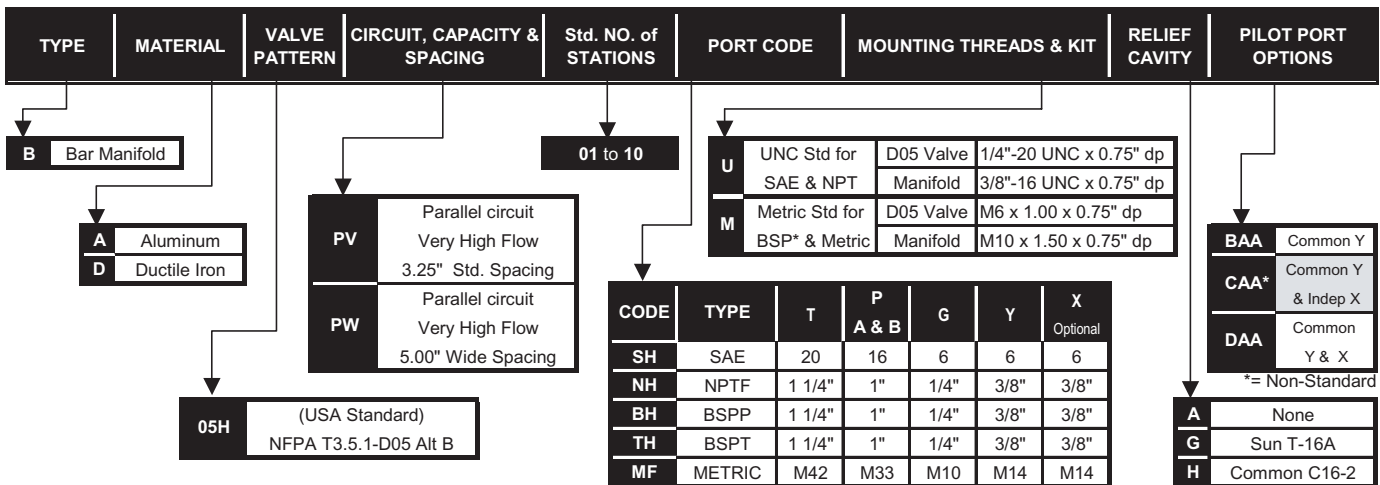 TYPE
MATERIAL
VALVE
PATTERN
CIRCUIT, CAPACITY &
SPACING
Std. NO. of
STATIONS
PORT CODE
MOUNTING THREADS & KIT
RELIEF
CAVITY
PILOT PORT
OPTIONS
B Bar Manifold
A Aluminum
D Ductile Iron
05H
(USA Standard)
NFPA T3.5.1-D05 Alt B
PV
Parallel circuit
Very High Flow
3.25" Std. Spacing
PW
Parallel circuit
Very High Flow
5.00" Wide Spacing
01 to 10
CODE TYPE T P A & B G Y X Optional
SH SAE 20 16 6 6 6
NH NPTF 1 1/4" 1" 1/4" 3/8" 3/8"
BH BSPP 1 1/4" 1" 1/4" 3/8" 3/8"
TH BSPT 1 1/4" 1" 1/4" 3/8" 3/8"
MF METRIC M42 M33 M10 M14 M14
U
UNC Std for D05 Valve 1/4"-20 UNC x 0.75" dp
SAE & NPT Manifold 3/8"-16 UNC x 0.75" dp
M
Metric Std for D05 Valve M6 x 1.00 x 0.75" dp
BSP* & Metric Manifold M10 x 1.50 x 0.75" dp
A None
G Sun T-16A
H Common C16-2
BAA Common Y
CAA*
Common Y
& Indep X
DAA
Common
Y & X
*= Non-Standard